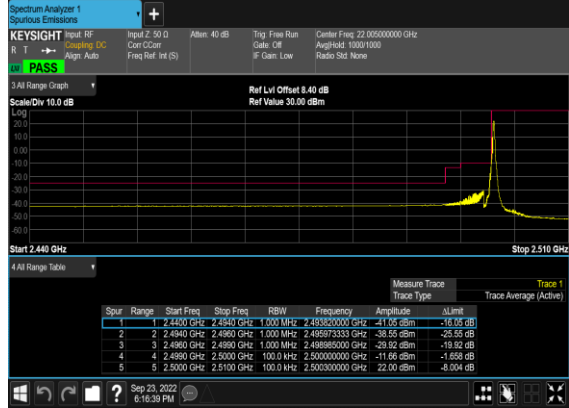 Spectrum Analyzer 1
Spurious Emissions
KEYSIGHT Input: RF Input Z: 50 Ω Atten: 40 dB Trig: Free Run Center Freq: 22.005000000 GHz
R T Coupling: DC Corr CCorr Gate: Off Avg|Hold: 1000/1000
Align: Auto Freq Ref: Int (S) IF Gain: Low Radio Std: None
PASS
3 All Range Graph
Ref Lvl Offset 8.40 dB
Scale/Div 10.0 dB Ref Value 30.00 dBm
Log
20.0
10.0
0.00
-10.0
-20.0
-30.0
-40.0
-50.0
-60.0
Start 2.440 GHz Stop 2.510 GHz
4 All Range Table
Measure Trace Trace 1
Trace Type Trace Average (Active)
Spur Range Start Freq Stop Freq RBW Frequency Amplitude ΔLimit
1 1 2.4400 GHz 2.4940 GHz 1.000 MHz 2.493820000 GHz -41.05 dBm -16.05 dB
2 2 2.4940 GHz 2.4960 GHz 1.000 MHz 2.495973333 GHz -38.55 dBm -25.55 dB
3 3 2.4960 GHz 2.4990 GHz 1.000 MHz 2.498985000 GHz -29.92 dBm -19.92 dB
4 4 2.4990 GHz 2.5000 GHz 100.0 kHz 2.500000000 GHz -11.66 dBm -1.658 dB
5 5 2.5000 GHz 2.5100 GHz 100.0 kHz 2.500300000 GHz 22.00 dBm -8.004 dB
Sep 23, 2022
6:16:39 PM